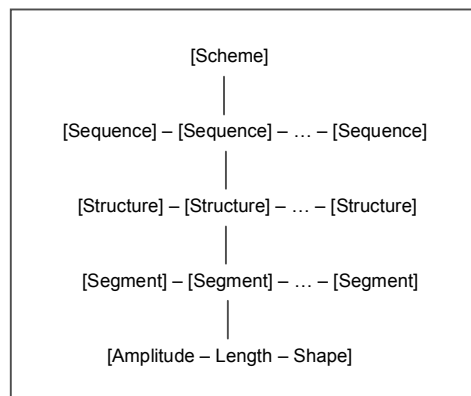 [Scheme]
[Sequence] – [Sequence] – … – [Sequence]
[Structure] – [Structure] – … – [Structure]
[Segment] – [Segment] – … – [Segment]
[Amplitude – Length – Shape]